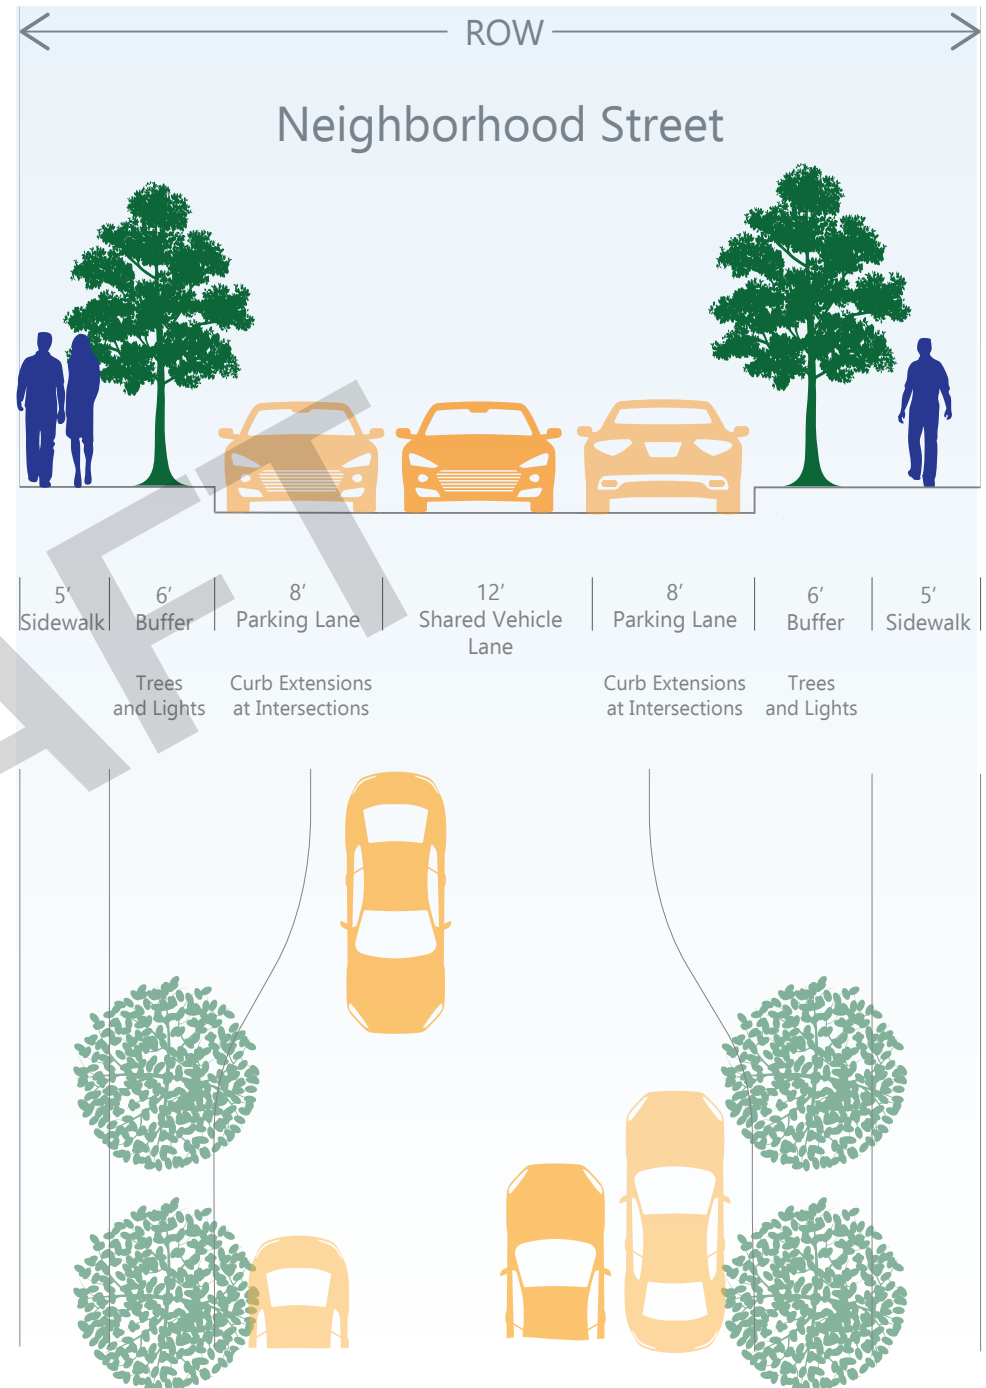 ROW
Neighborhood Street
5′
Sidewalk
6′
Buffer
8′
Parking Lane
12′
Shared Vehicle
Lane
8′
Parking Lane
6′
Buffer
5′
Sidewalk
Trees
and Lights
Curb Extensions
at Intersections
Curb Extensions
at Intersections
Trees
and Lights
AFT